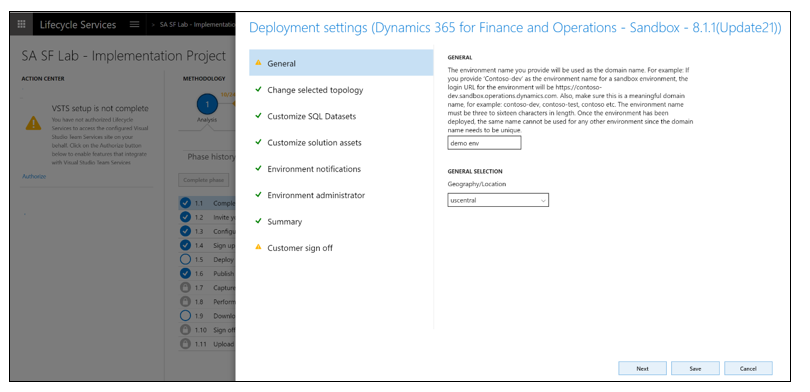 Lifecycle Services
SA SF Lab - Implementatio
SA SF Lab - Implementation Project
ACTION CENTER
VSTS setup is not complete
You have not authorized Lifecycle
Services to access the configured Visual
Studio Team Services site on your
behalf. Click on the Authorize button
below to enable features that integrate
with Visual Studio Team Services
Authorize
METHODOLOGY
1
Analysis
Phase history
Complete phase
1.1 Comple
1.2 Invite yo
1.3 Configu
1.4 Sign up
1.5 Deploy
1.6 Publish
1.7 Capture
1.8 Perform
1.9 Downlo
1.10 Sign off
1.11 Upload
Deployment settings (Dynamics 365 for Finance and Operations - Sandbox - 8.1.1(Update21))
General
Change selected topology
Customize SQL Datasets
Customize solution assets
Environment notifications
Environment administrator
Summary
Customer sign off
GENERAL
The environment name you provide will be used as the domain name. For example: If
you provide 'Contoso-dev' as the environment name for a sandbox environment, the
login URL for the environment will be https://contoso-
dev.sandbox.operations.dynamics.com. Also, make sure this is a meaningful domain
name, for example: contoso-dev, contoso-test, contoso etc. The environment name
must be three to sixteen characters in length. Once the environment has been
deployed, the same name cannot be used for any other environment since the domain
name needs to be unique.
demo env
GENERAL SELECTION
Geography/Location
uscentral
Next
Save
Cancel